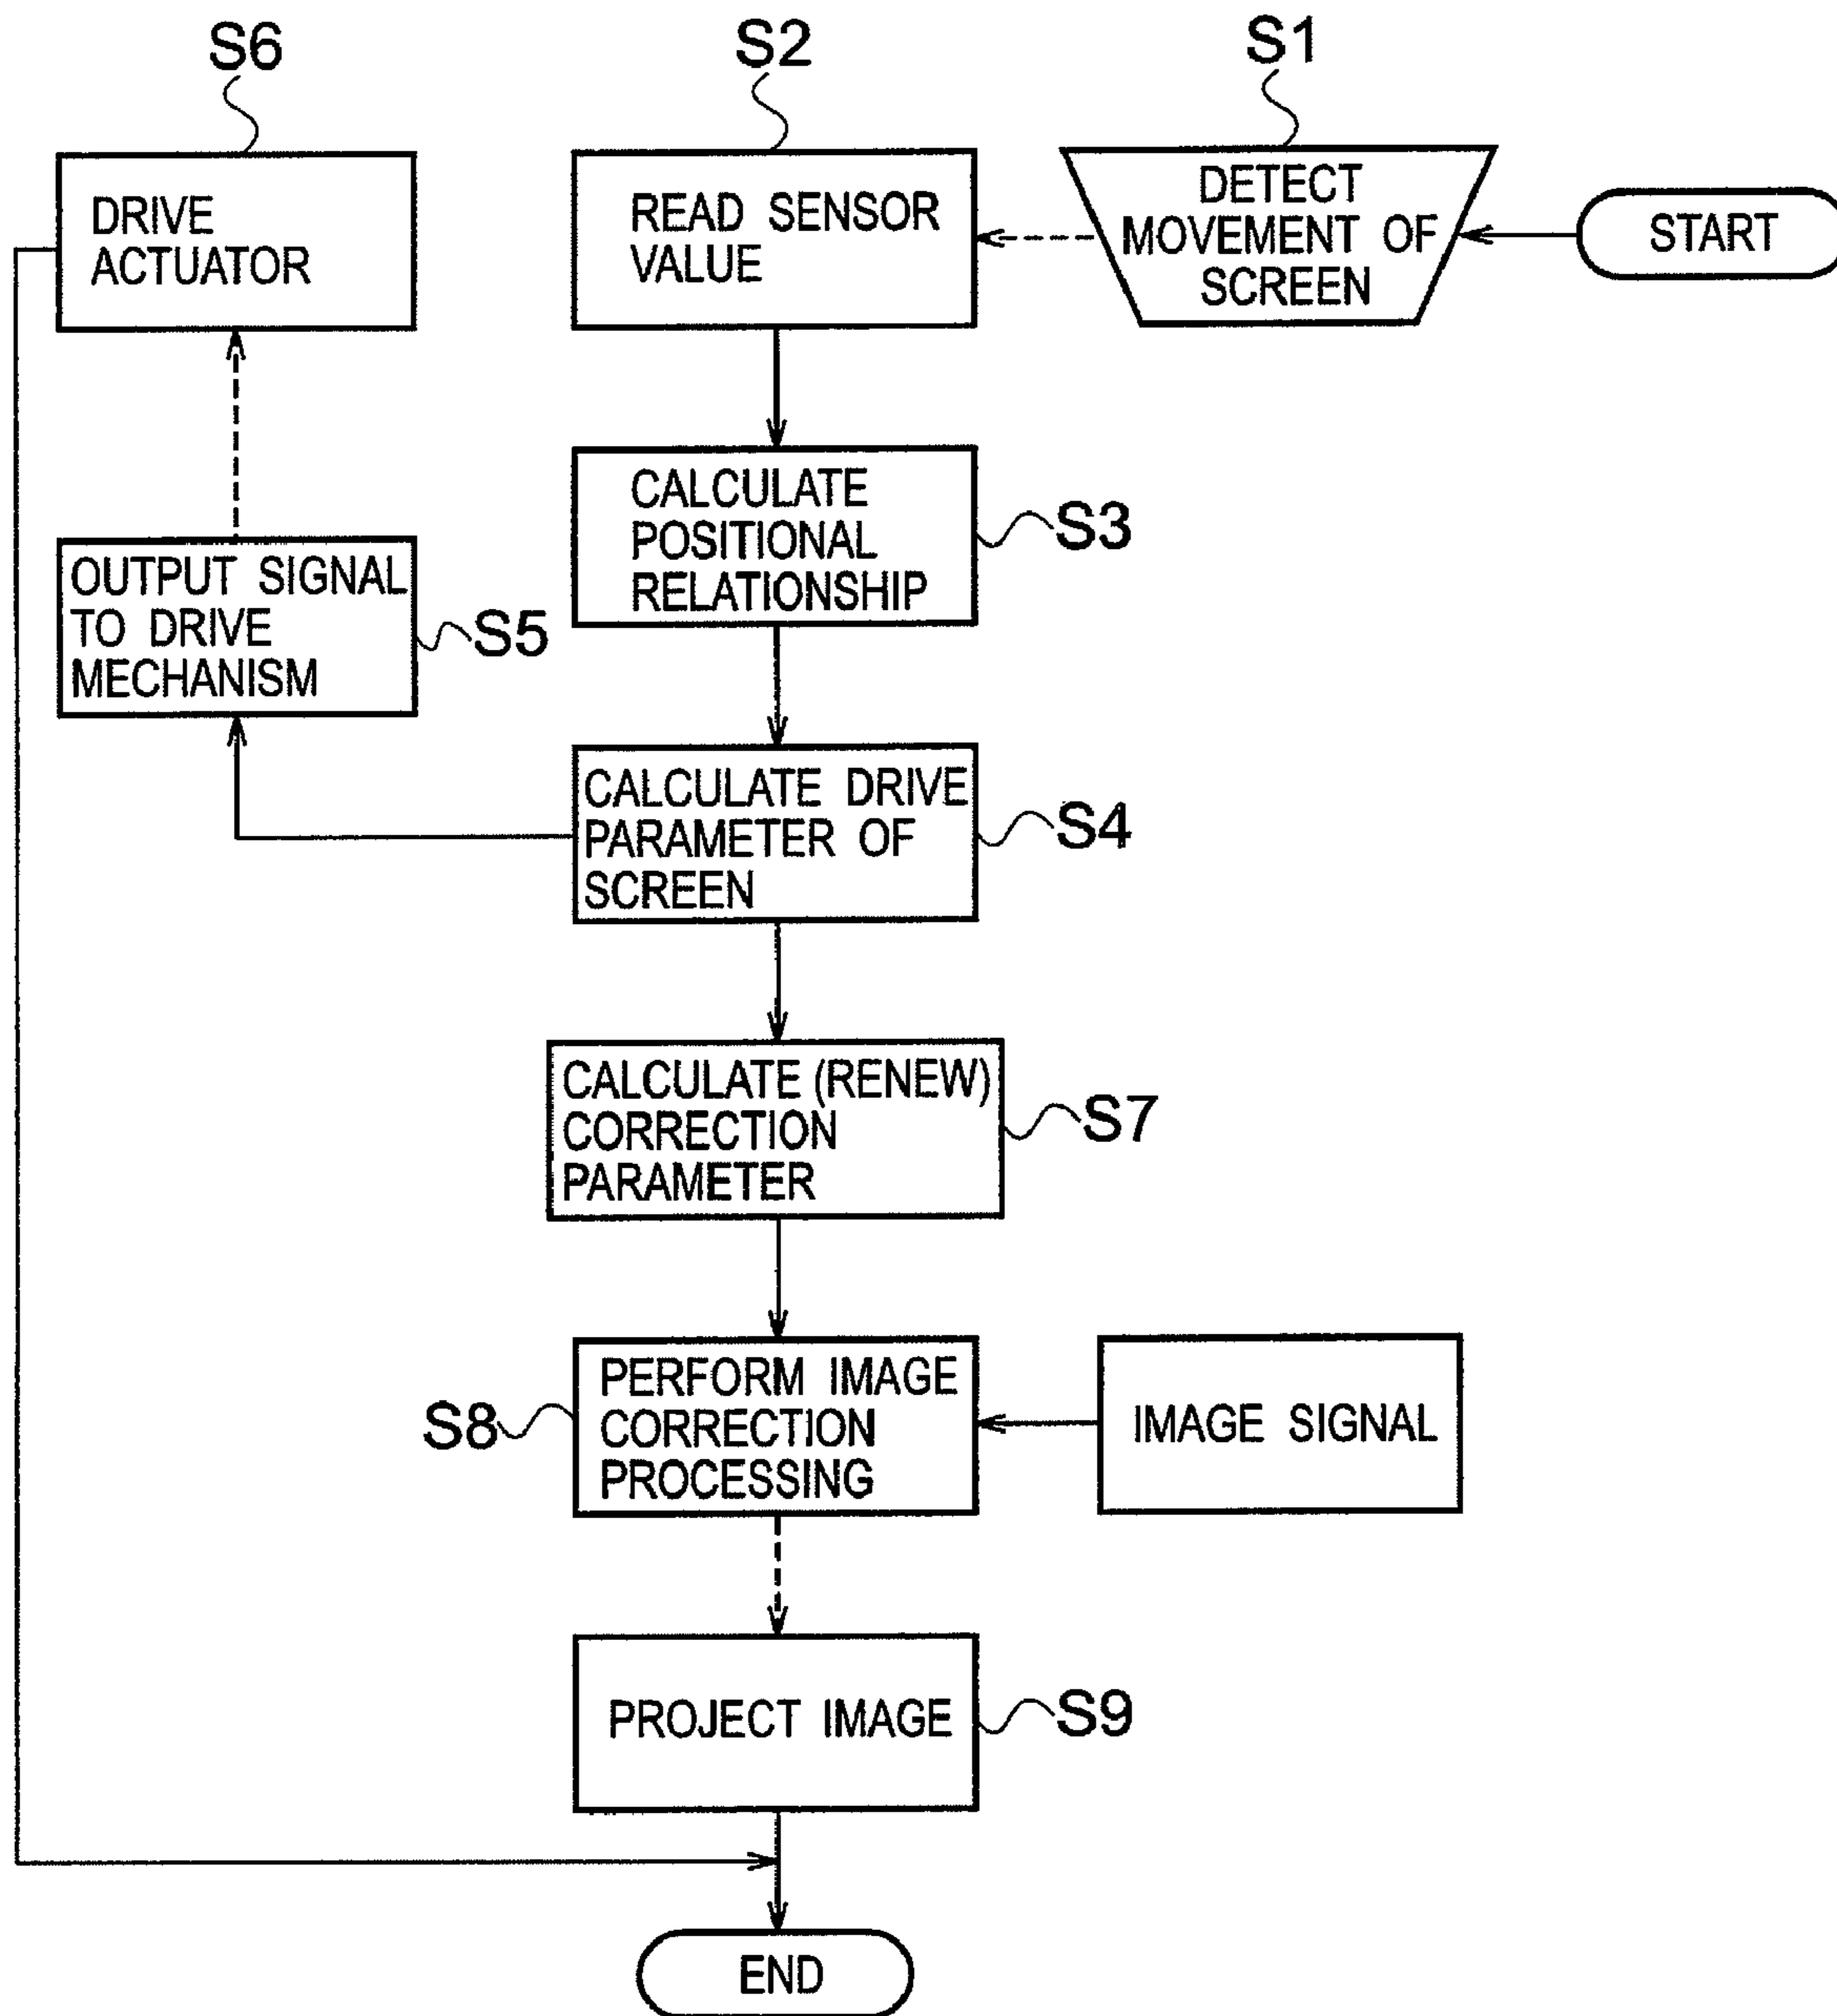 S6
S2
S1
DRIVE
ACTUATOR
READ SENSOR
VALUE
DETECT
MOVEMENT OF
SCREEN
START
CALCULATE
POSITIONAL
RELATIONSHIP
S3
OUTPUT SIGNAL
TO DRIVE
MECHANISM
S5
CALCULATE DRIVE
PARAMETER OF
SCREEN
S4
CALCULATE (RENEW)
CORRECTION
PARAMETER
S7
S8
PERFORM IMAGE
CORRECTION
PROCESSING
IMAGE SIGNAL
PROJECT IMAGE
S9
END